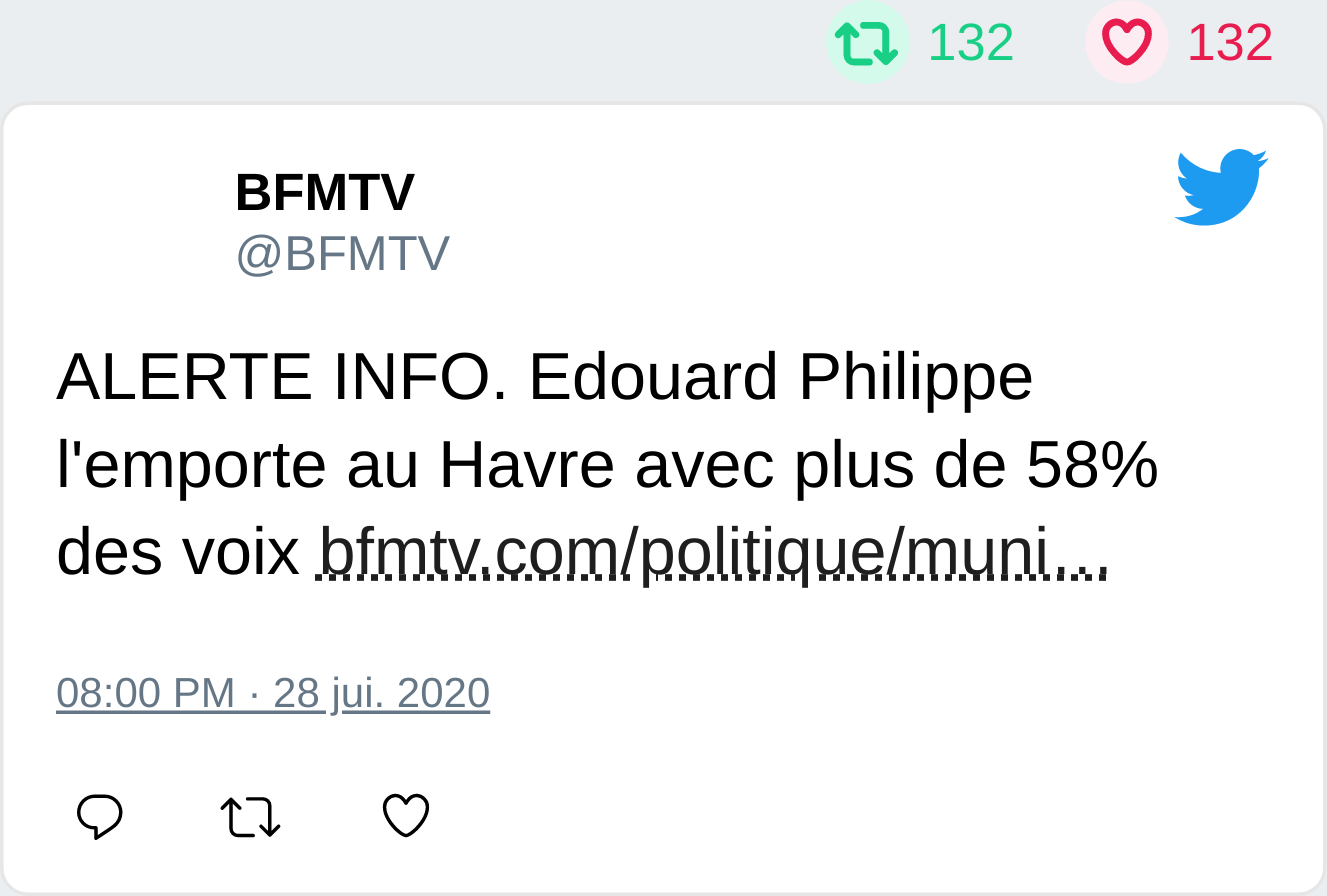 132 132
BFMTV
@BFMTV
ALERTE INFO. Edouard Philippe
l'emporte au Havre avec plus de 58%
des voix bfmtv.com/politique/muni…
08:00 PM · 28 jui. 2020